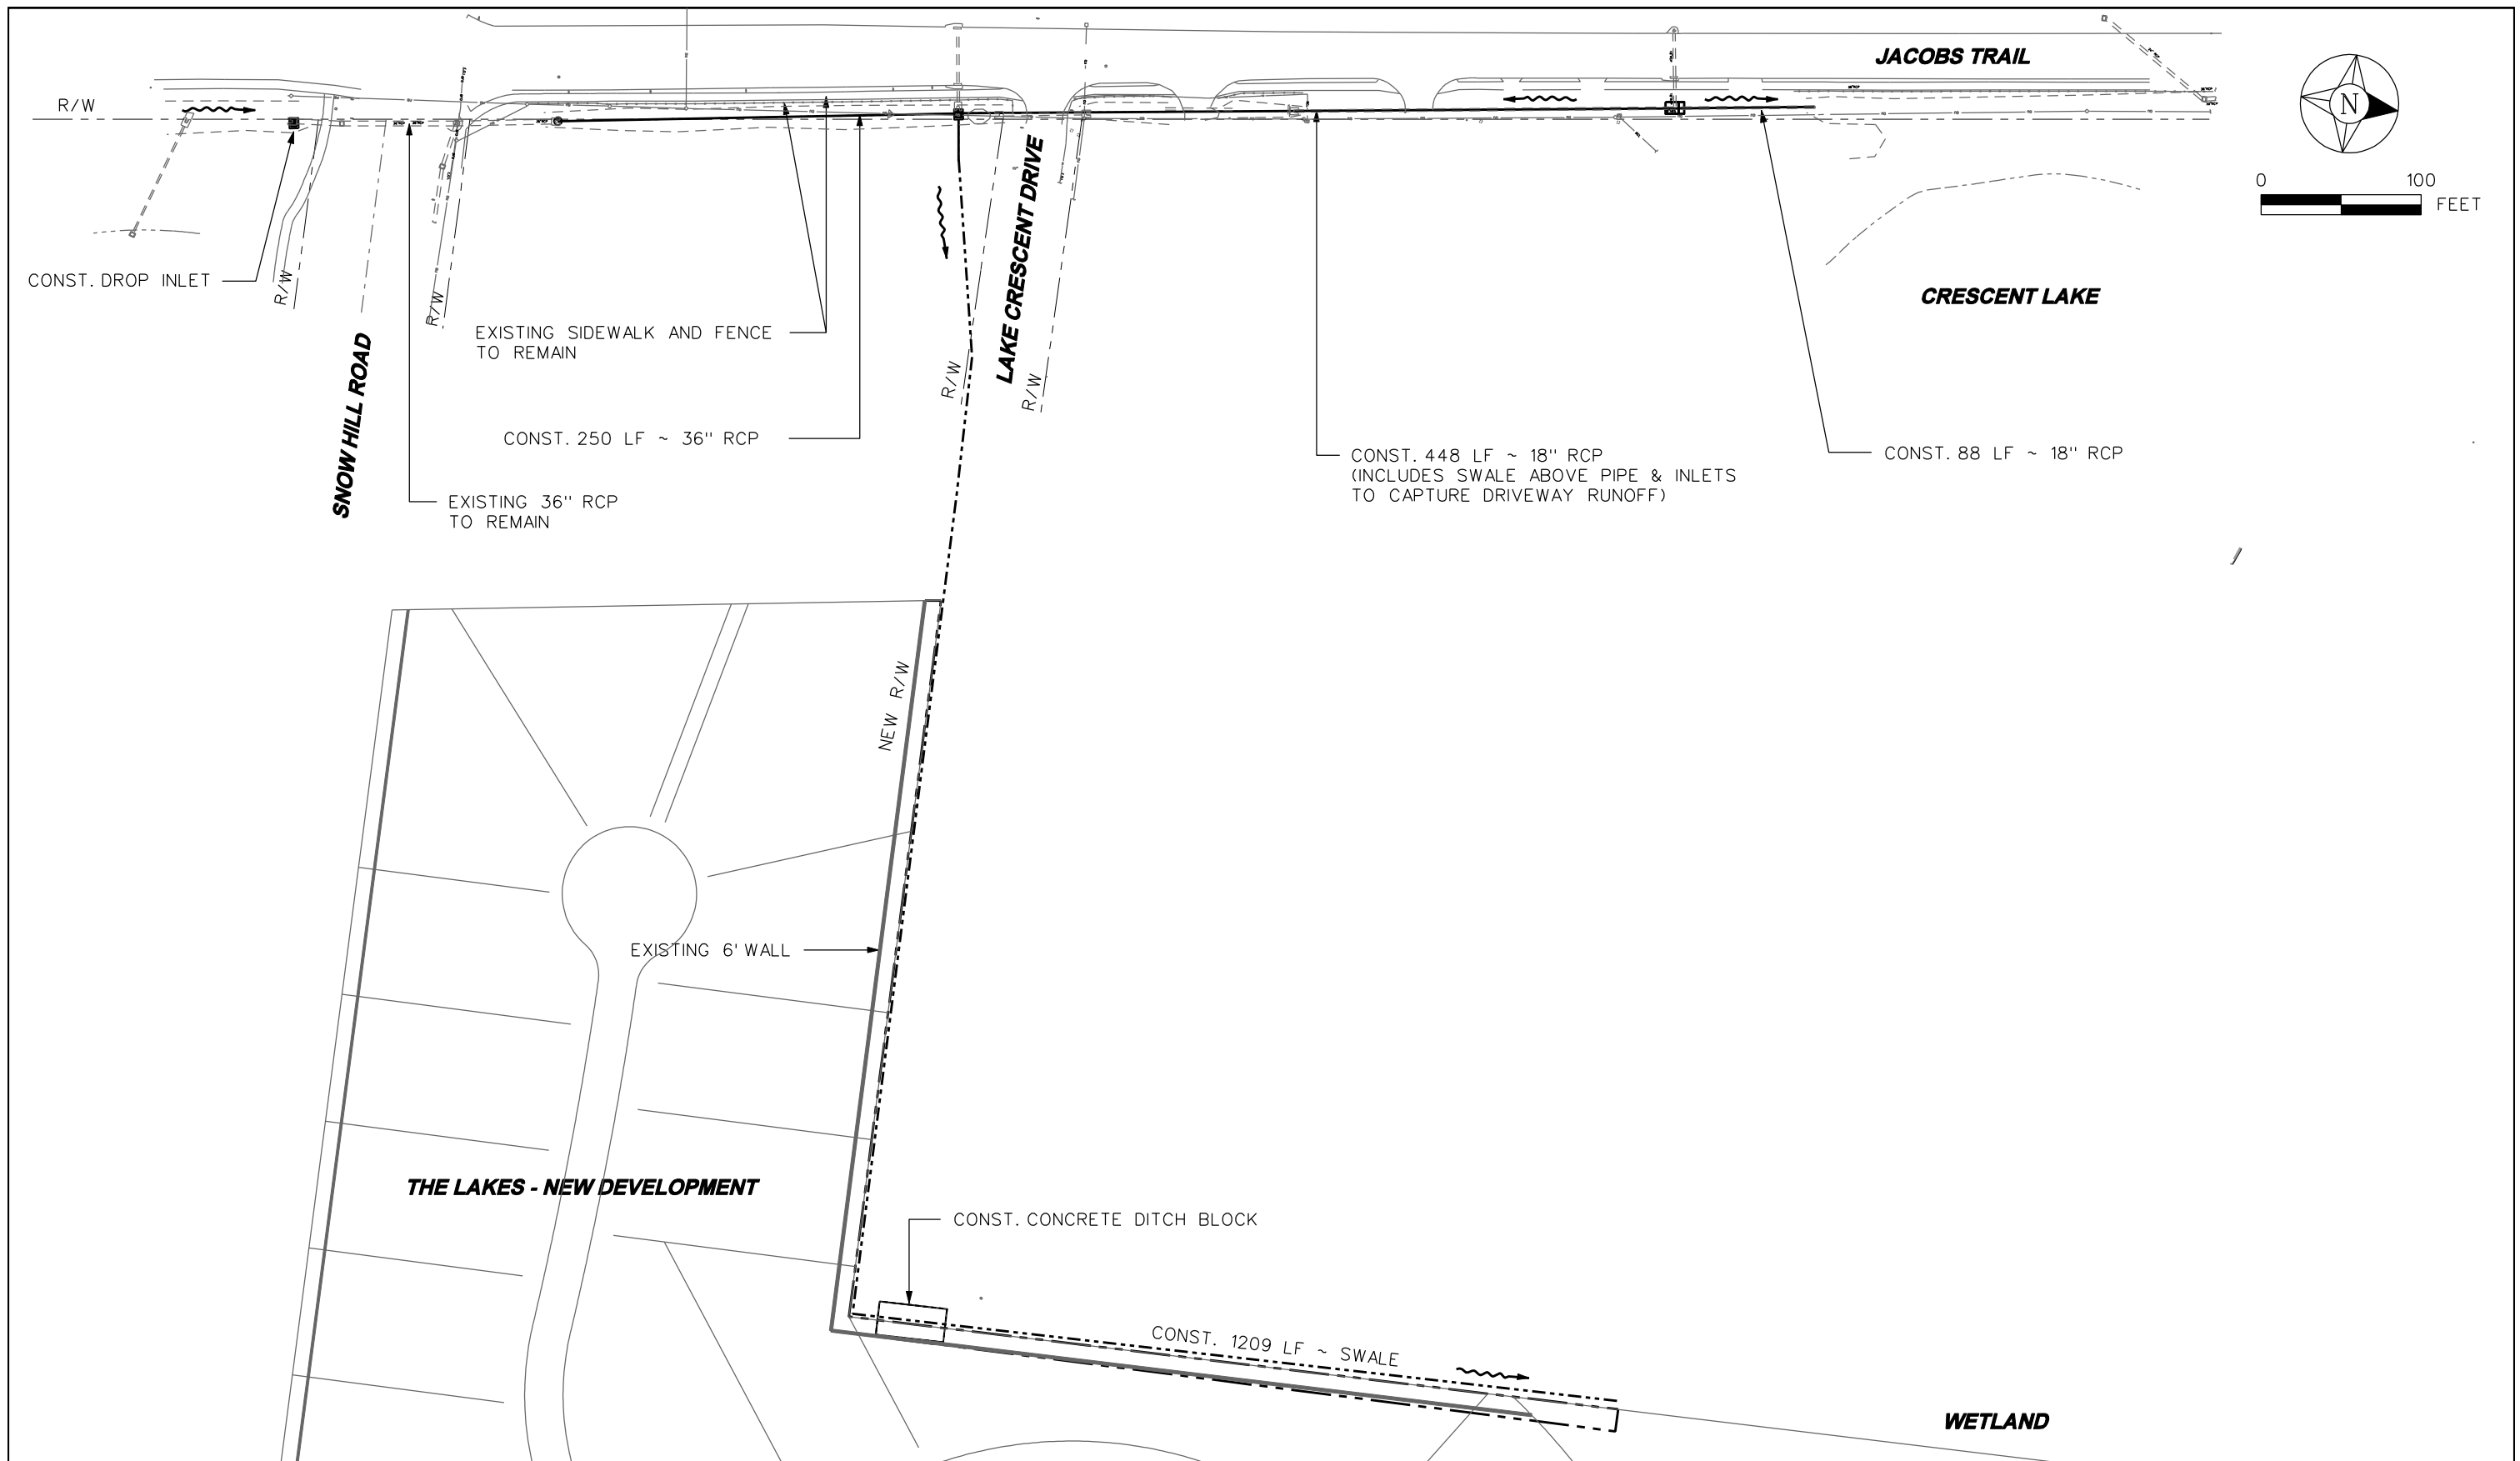 JACOBS TRAIL
R/W
N
0 100
FEET
CONST. DROP INLET
R/W
R/W
SNOW HILL ROAD
EXISTING SIDEWALK AND FENCE
TO REMAIN
LAKE CRESCENT DRIVE
R/W
R/W
CRESCENT LAKE
CONST. 250 LF ~ 36" RCP
CONST. 448 LF ~ 18" RCP
(INCLUDES SWALE ABOVE PIPE & INLETS
TO CAPTURE DRIVEWAY RUNOFF)
CONST. 88 LF ~ 18" RCP
EXISTING 36" RCP
TO REMAIN
NEW R/W
EXISTING 6' WALL
THE LAKES - NEW DEVELOPMENT
CONST. CONCRETE DITCH BLOCK
CONST. 1209 LF ~ SWALE
WETLAND